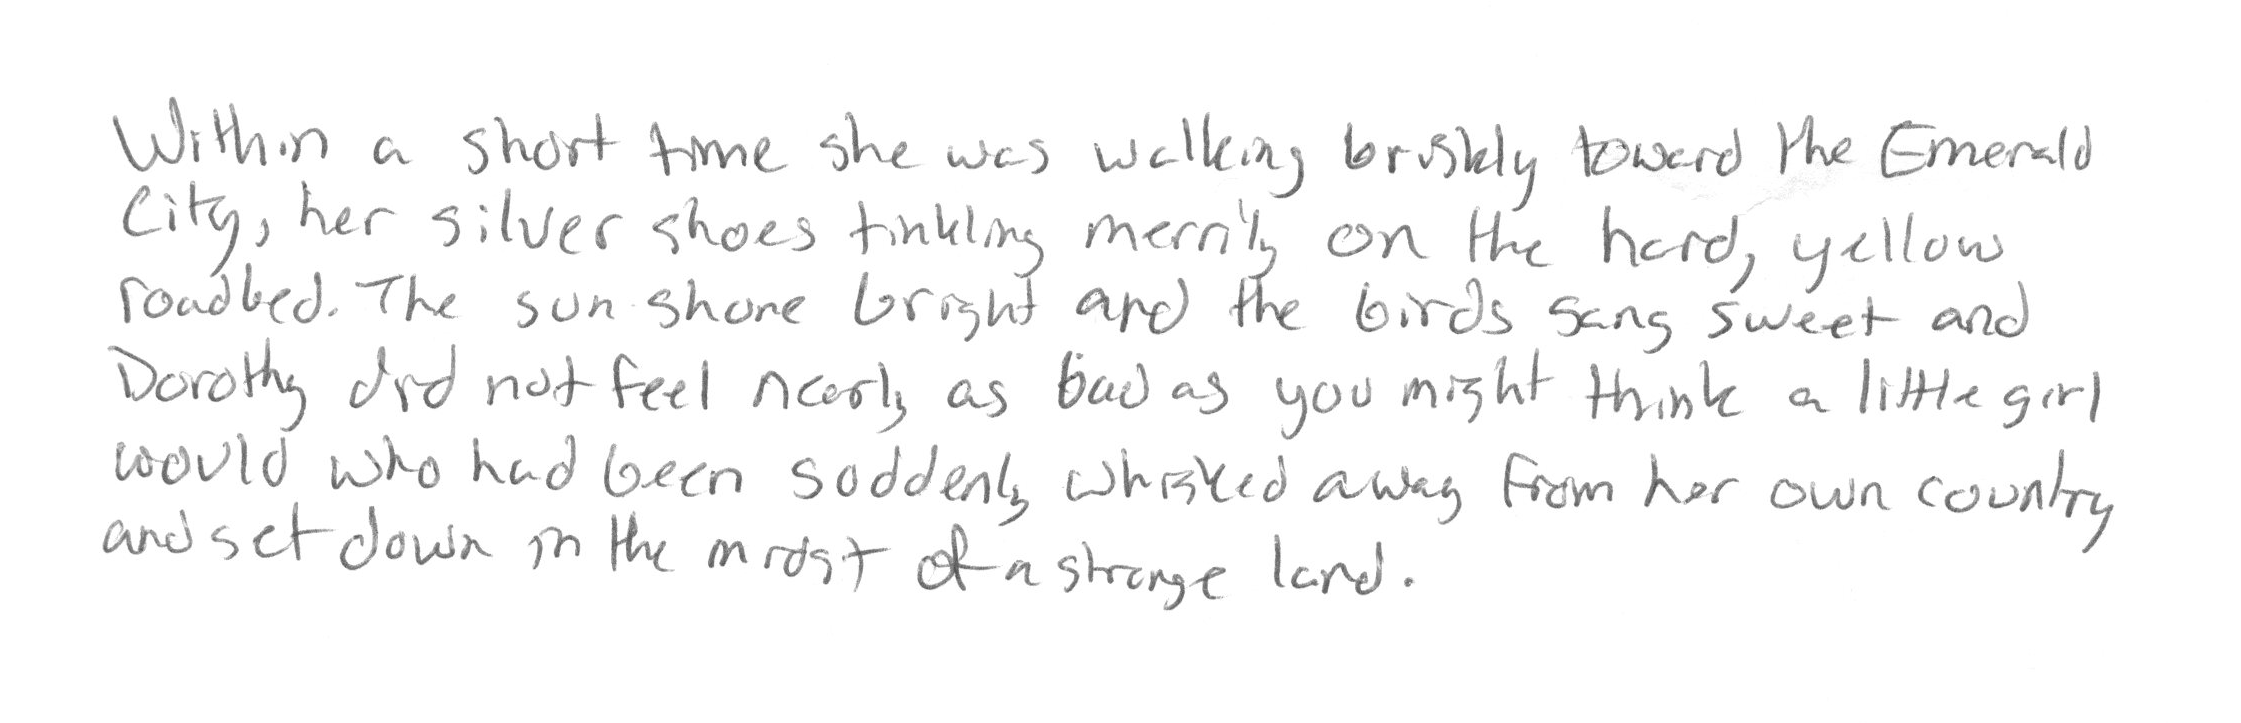 Within a short time she was walking briskly toward the Emerald
City, her silver shoes tinkling merrily on the hard, yellow
roadbed. The sun shone bright and the birds sang sweet and
Dorothy did not feel nearly as bad as you might think a little girl
would who had been suddenly whisked away from her own country
and set down in the midst of a strange land.